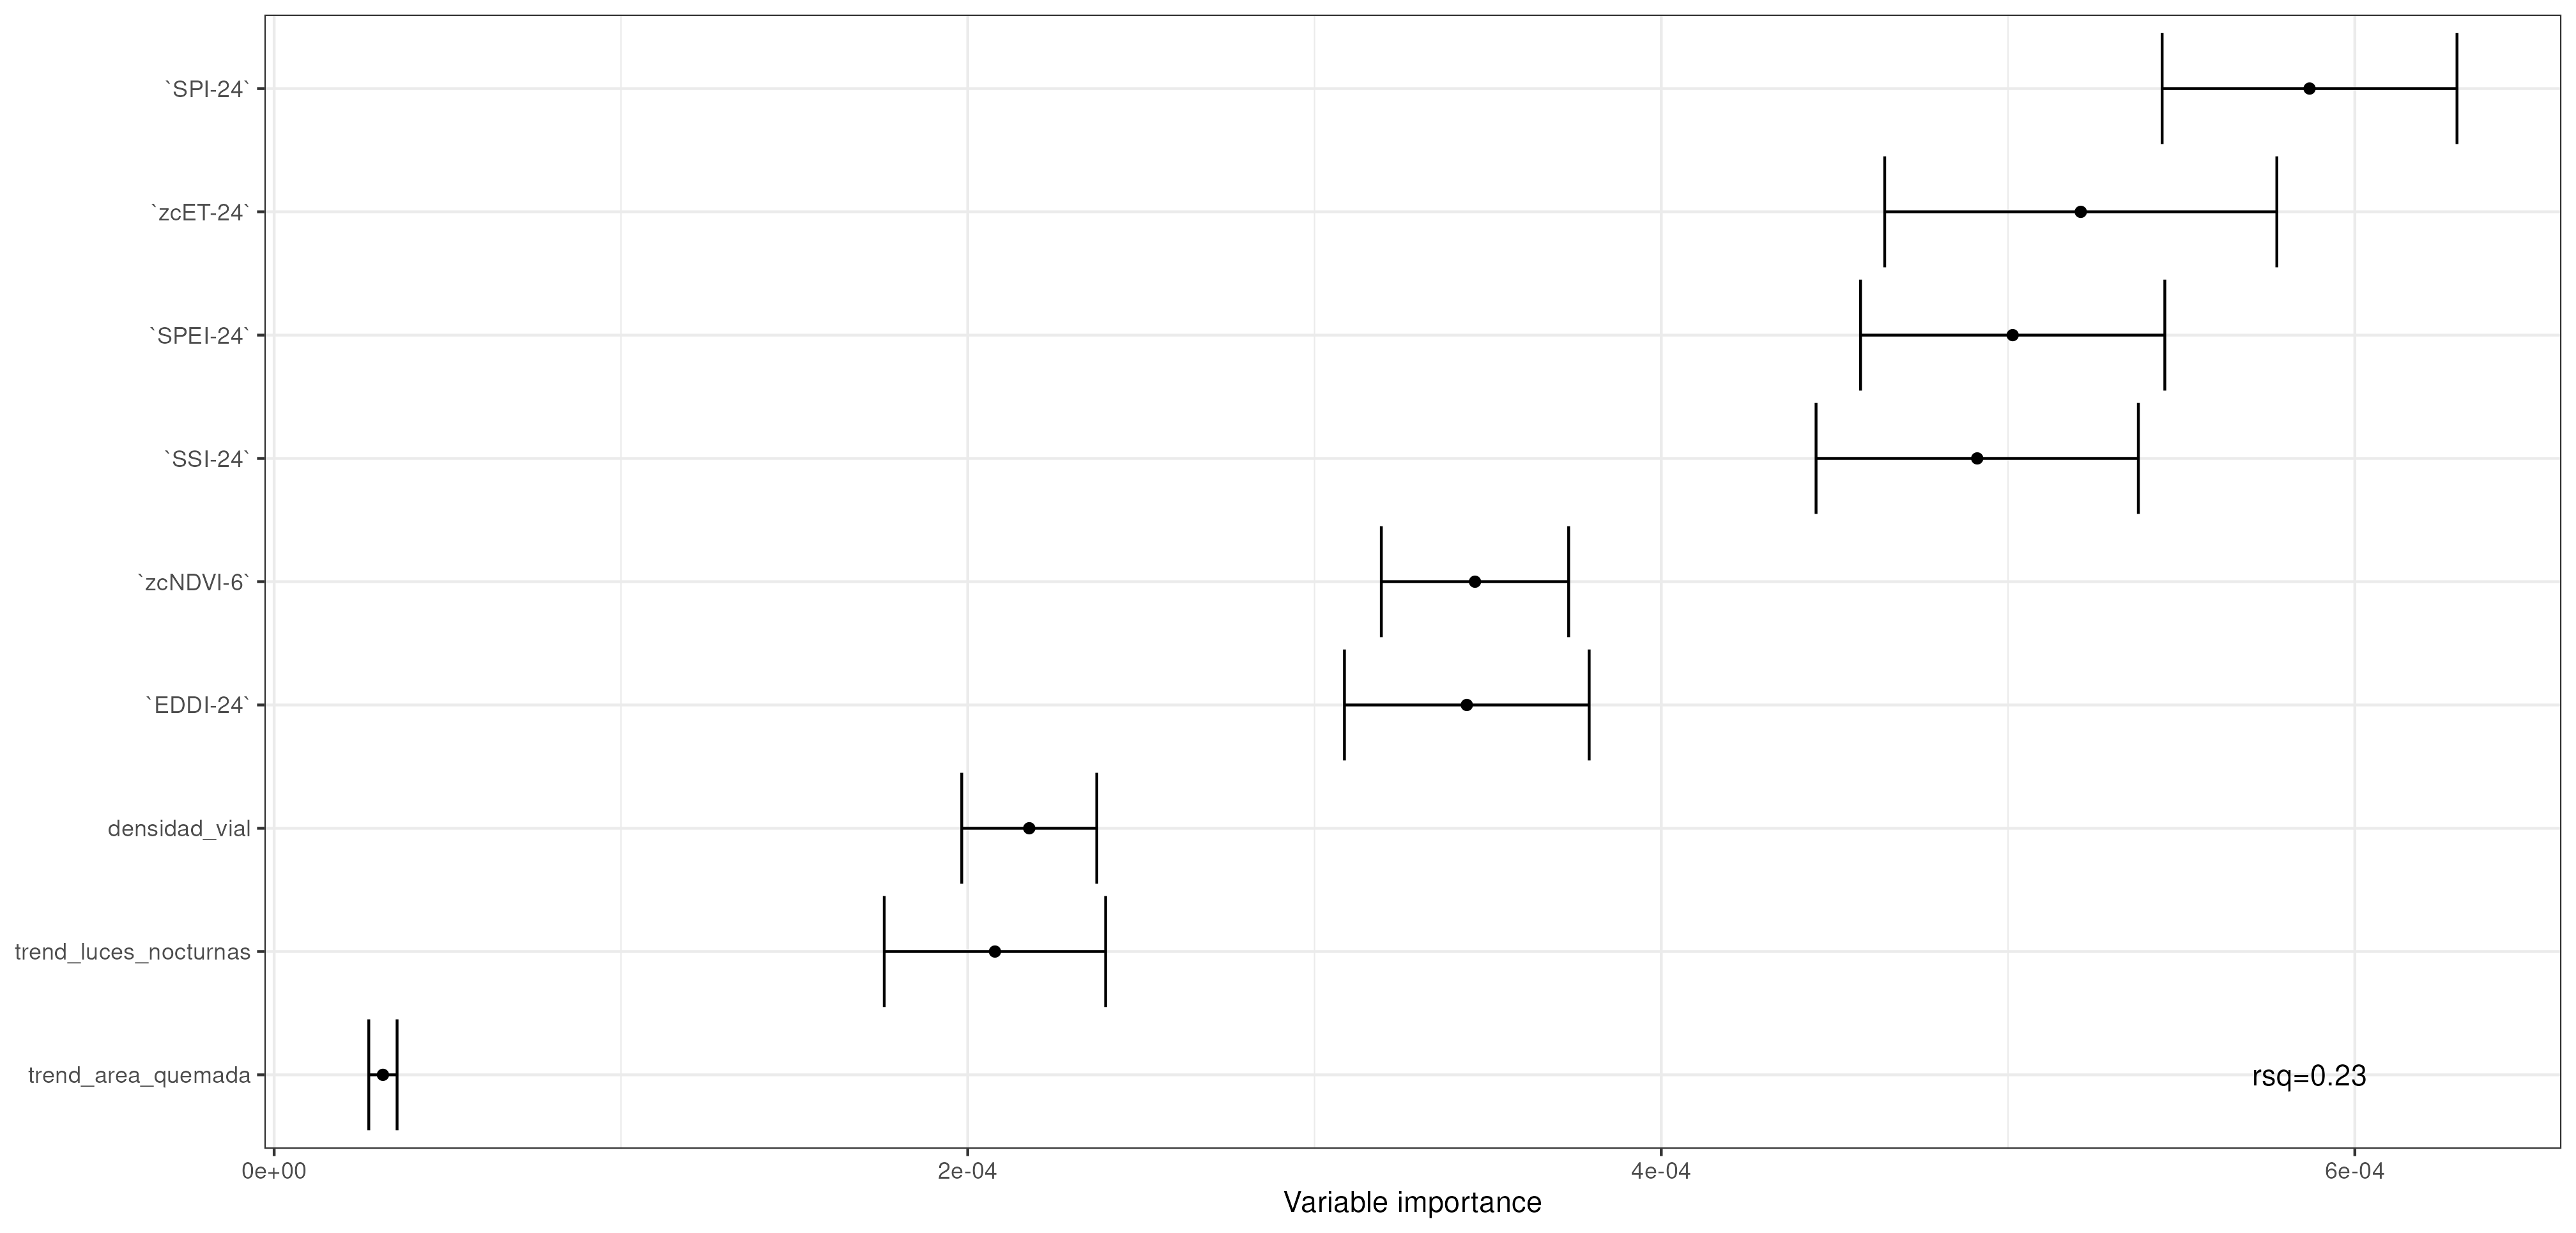 `SPI-24`
`zcET-24`
`SPEI-24`
`SSI-24`
`zcNDVI-6`
`EDDI-24`
densidad_vial
trend_luces_nocturnas
trend_area_quemada
rsq=0.23
0e+00 2e-04 4e-04 6e-04
Variable importance